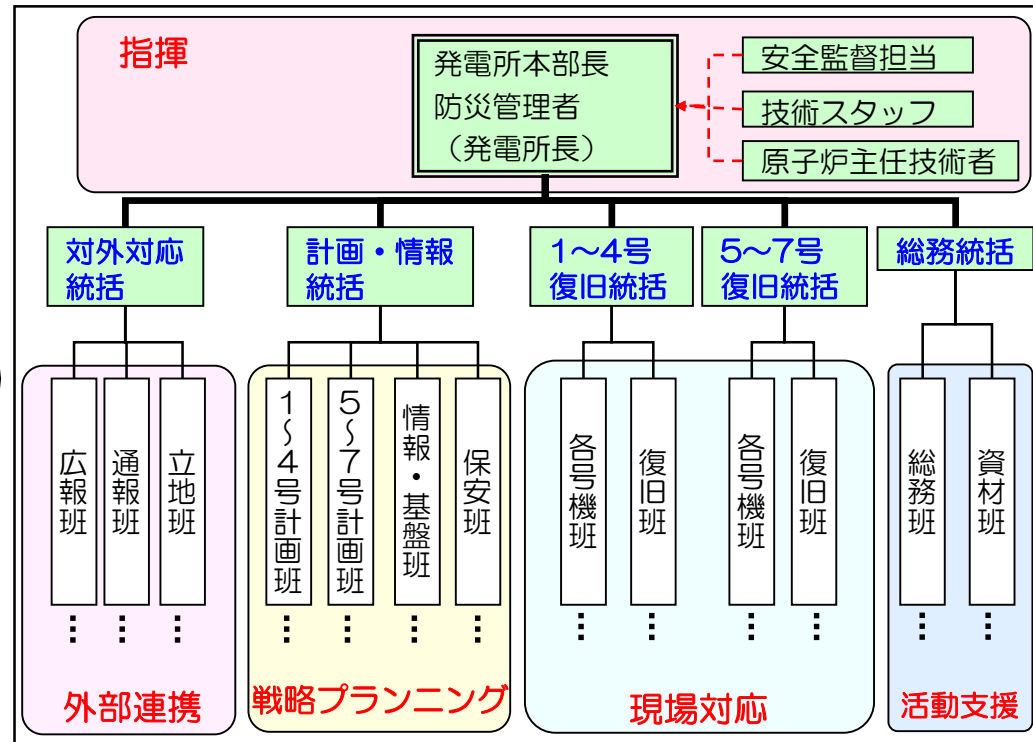 指揮
発電所本部長
防災管理者
（発電所長）
安全監督担当
技術スタッフ
原子炉主任技術者
対外対応
統括
計画・情報
統括
1～4号
復旧統括
5～7号
復旧統括
総務統括
広報班
通報班
立地班
1～4号計画班
5～7号計画班
情報・基盤班
保安班
各号機班
復旧班
各号機班
復旧班
総務班
資材班
外部連携
戦略プランニング
現場対応
活動支援